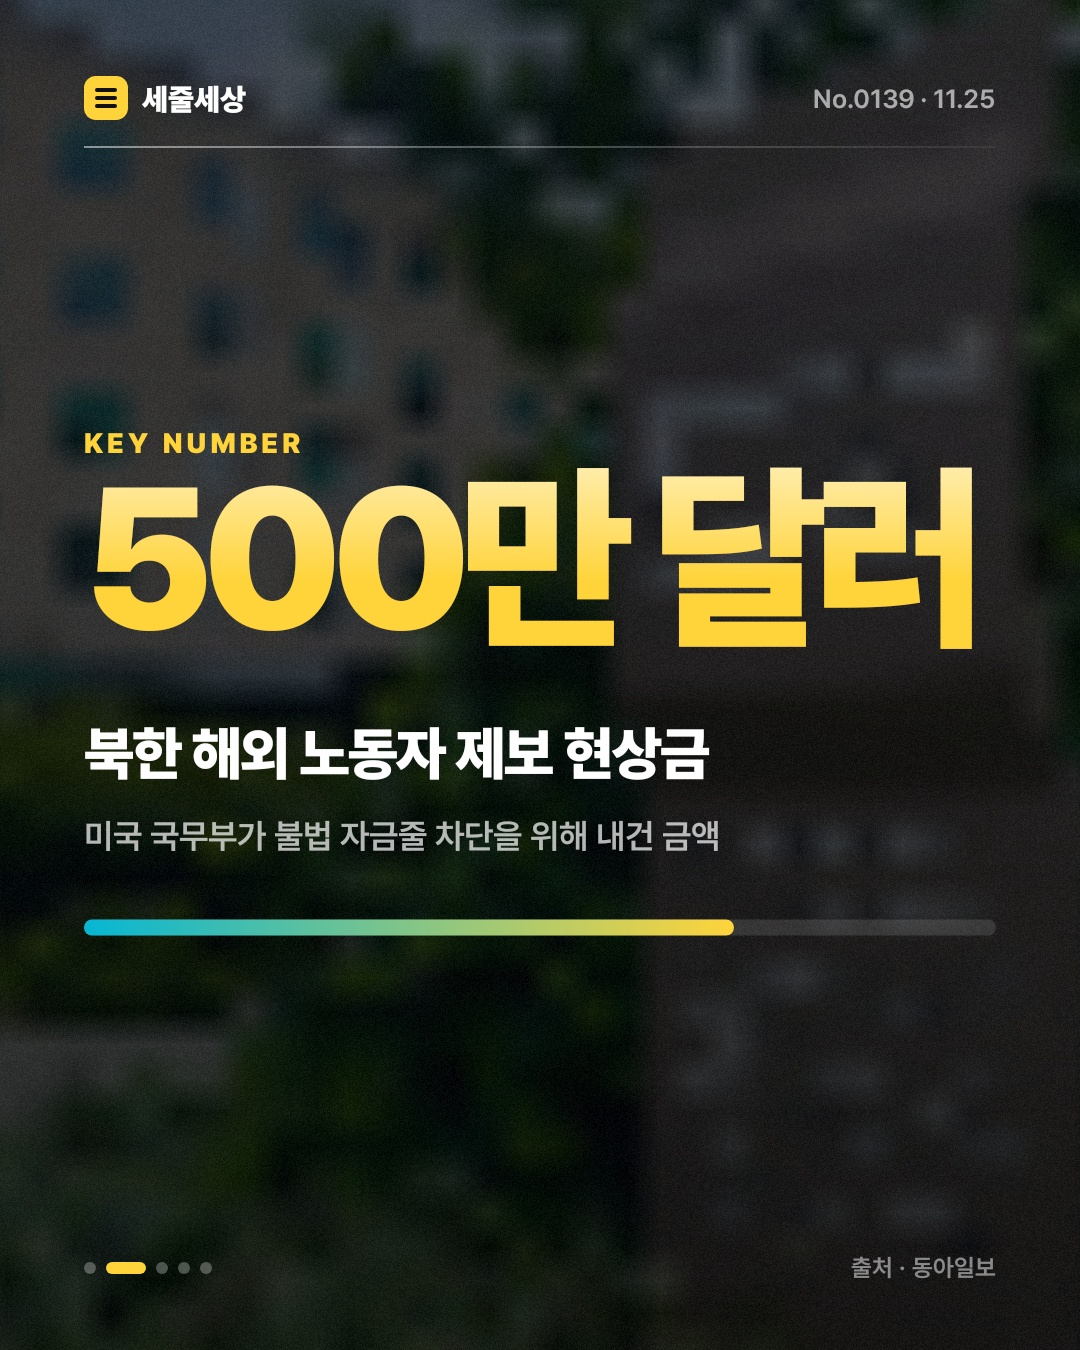 세줄세상
No.0139 · 11.25
KEY NUMBER
500만 달러
북한 해외 노동자 제보 현상금
미국 국무부가 불법 자금줄 차단을 위해 내건 금액
출처 · 동아일보